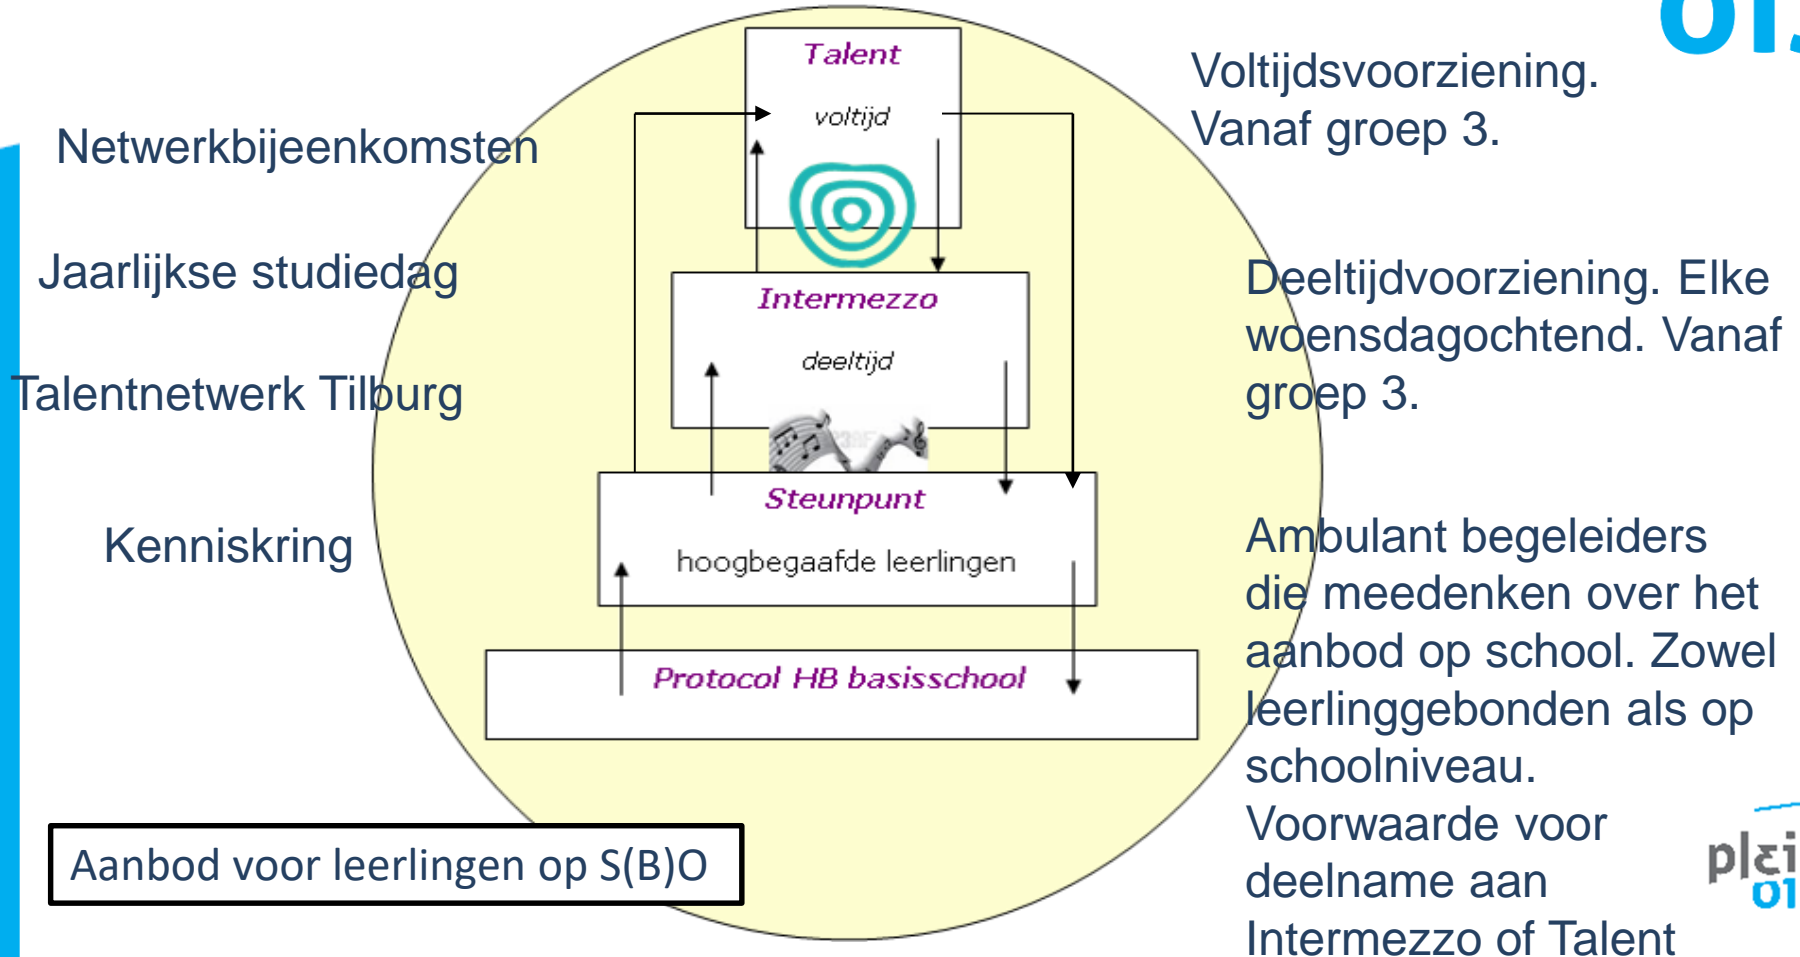 Netwerkbijeenkomsten
Jaarlijkse studiedag
Talentnetwerk Tilburg
Kenniskring
Talent
voltijd
Intermezzo
deeltijd
Steunpunt
hoogbegaafde leerlingen
Protocol HB basisschool
Aanbod voor leerlingen op S(B)O
Voltijdsvoorziening.
Vanaf groep 3.
Deeltijdvoorziening. Elke
woensdagochtend. Vanaf
groep 3.
Ambulant begeleiders
die meedenken over het
aanbod op school. Zowel
leerlinggebonden als op
schoolniveau.
Voorwaarde voor
deelname aan
Intermezzo of Talent
plei
01